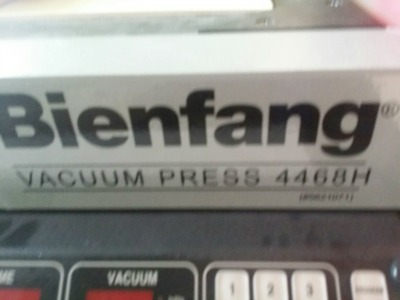 Bienfang®
VACUUM PRESS 4468H
VACUUM
1 2 3